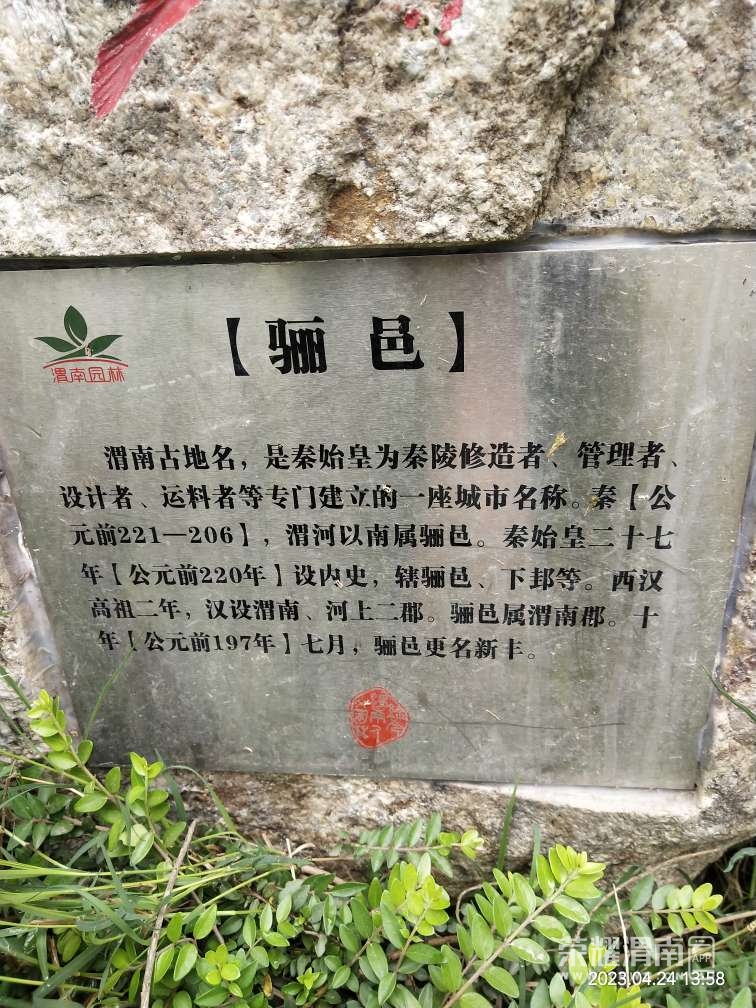 【骊邑】
渭南园林
渭南古地名，是秦始皇为秦陵修造者、管理者、
设计者、运料者等专门建立的一座城市名称。秦【公
元前221—206】，渭河以南属骊邑。秦始皇二十七
年【公元前220年】设内史，辖骊邑、下邽等。西汉
高祖二年，汉设渭南、河上二郡。骊邑属渭南郡。十
年【公元前197年】七月，骊邑更名新丰。
荣耀渭南网
APP
2023.04.24 13:58